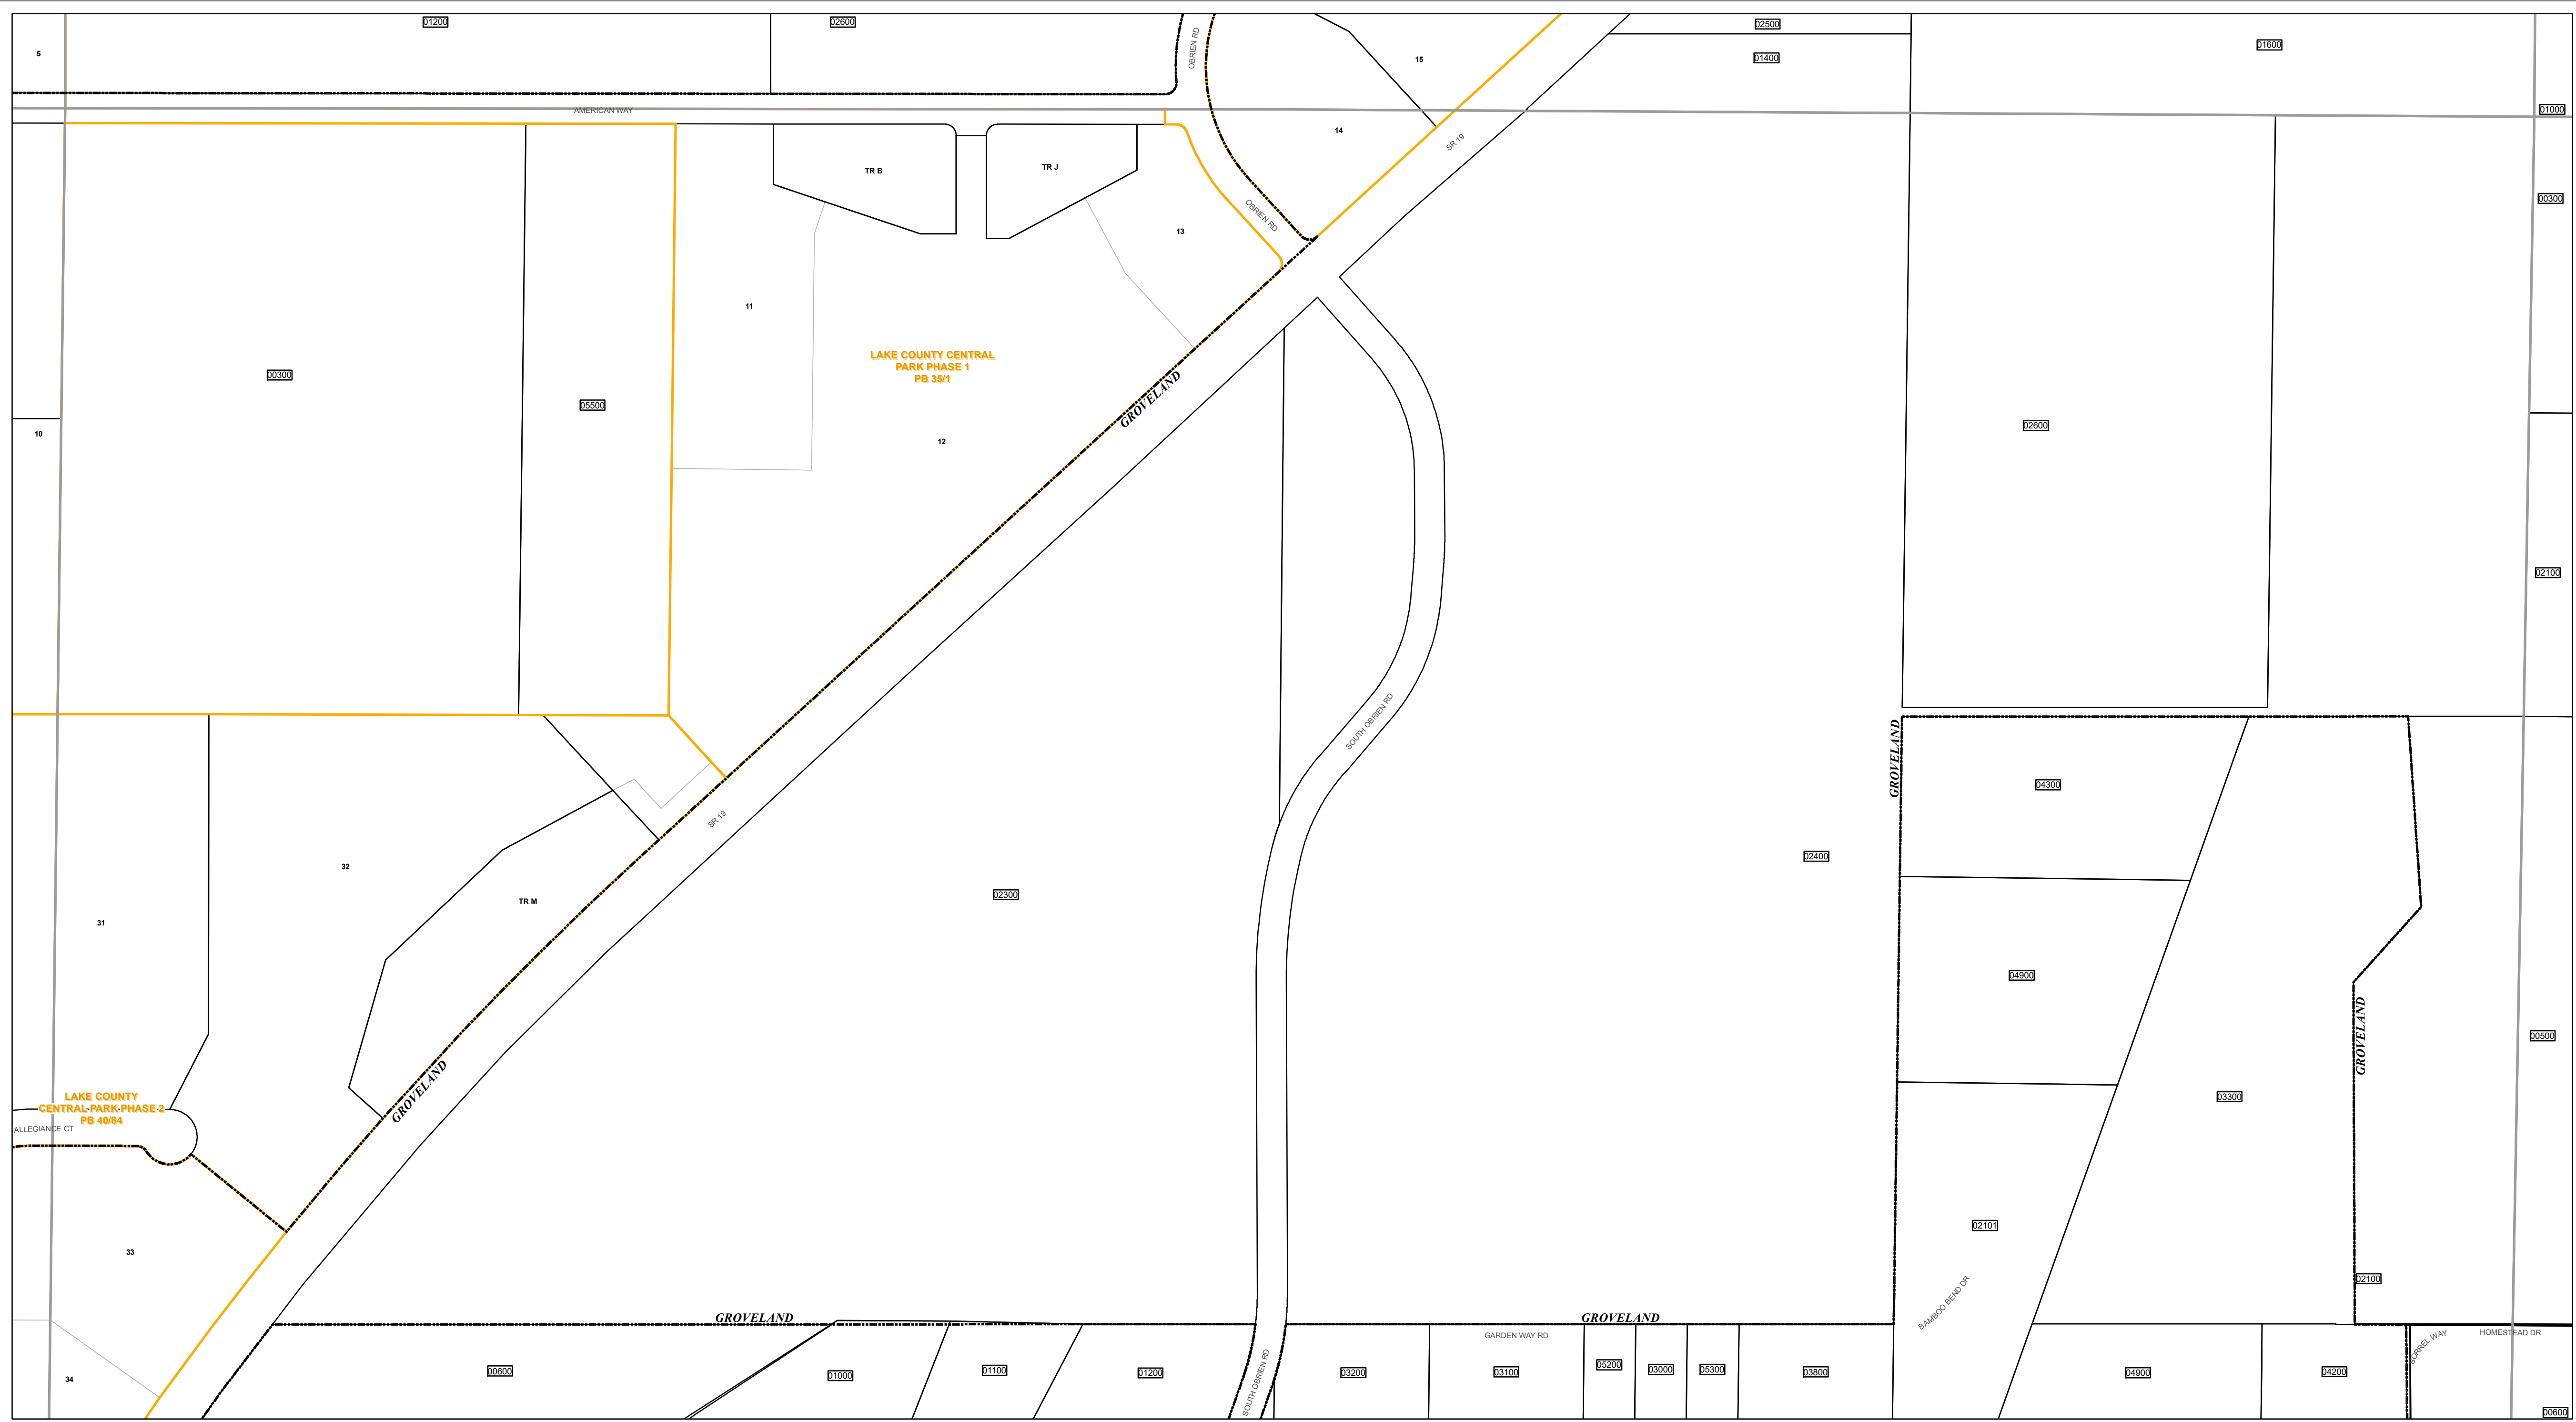 01200
02600
OBRIEN RD
02500
01600
5
01400
15
AMERICAN WAY
01000
14
SR 19
TR B
TR J
00300
OBRIEN RD
13
11
LAKE COUNTY CENTRAL
PARK PHASE 1
PB 35/1
00300
GROVELAND
05500
02600
10
12
02100
SOUTH OBRIEN RD
GROVELAND
04300
SR 19
02400
32
02300
TR M
31
04900
GROVELAND
00500
GROVELAND
LAKE COUNTY
CENTRAL PARK PHASE 2
PB 40/84
03300
ALLEGIANCE CT
02101
33
02100
BAMBOO BEND DR
GROVELAND
GROVELAND
GARDEN WAY RD
SORREL WAY
HOMESTEAD DR
34
00600
01000
01100
01200
SOUTH OBRIEN RD
03200
03100
05200
03000
05300
03800
04900
04200
00600